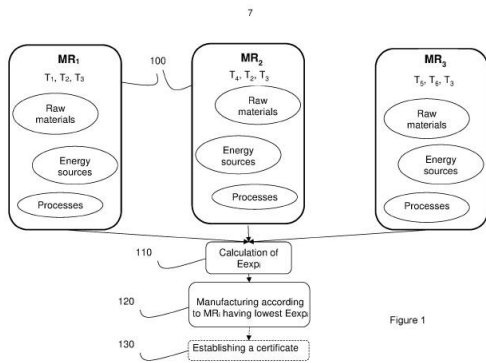 7
MR₁
T₁, T₂, T₃
Raw
materials
Energy
sources
Processes
100
MR₂
T₄, T₂, T₃
Raw
materials
Energy
sources
Processes
MR₃
T₅, T₆, T₃
Raw
materials
Energy
sources
Processes
110
Calculation of
Eexpᵢ
120
Manufacturing according
to MRᵢ having lowest Eexpᵢ
Figure 1
130
Establishing a certificate